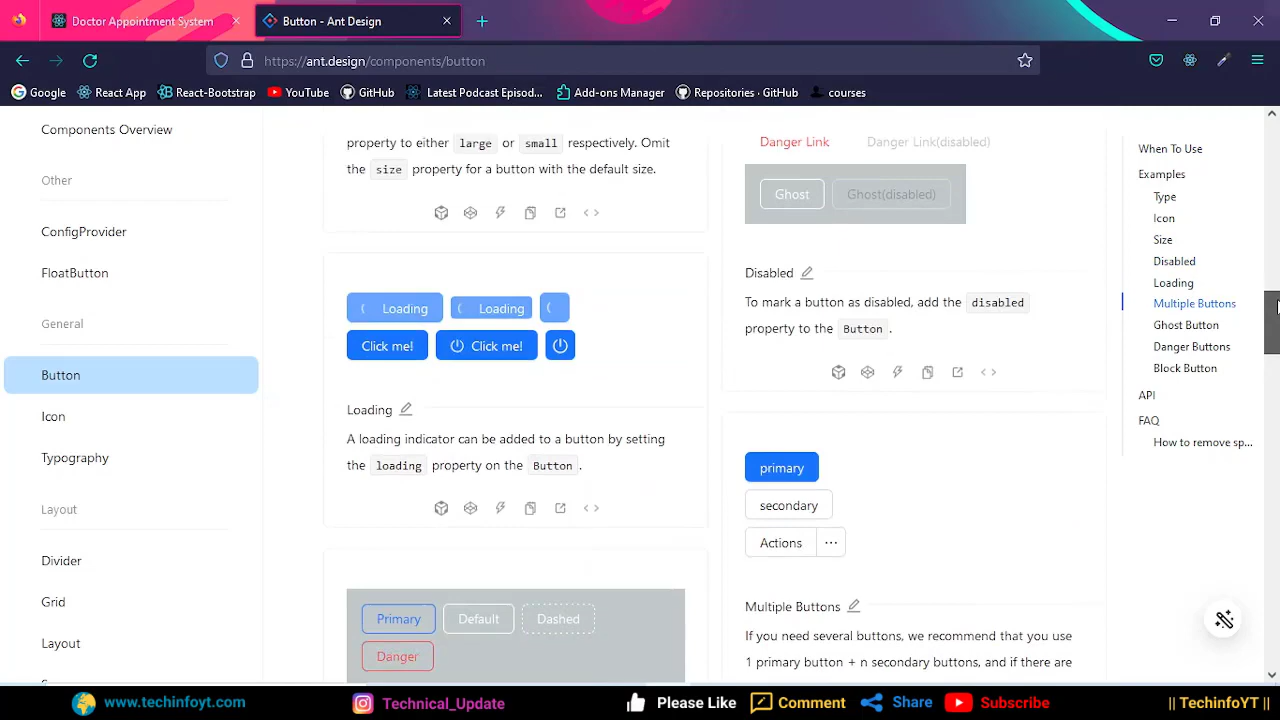 Doctor Appointment System
Button - Ant Design
https://ant.design/components/button
Google
React App
React-Bootstrap
YouTube
GitHub
Latest Podcast Episod...
Add-ons Manager
Repositories · GitHub
courses
Components Overview
Other
ConfigProvider
FloatButton
General
Button
Icon
Typography
Layout
Divider
Grid
Layout
property to either large or small respectively. Omit
the size property for a button with the default size.
Loading
Loading
Click me!
Click me!
Loading
A loading indicator can be added to a button by setting
the loading property on the Button.
Primary
Default
Dashed
Danger
Danger Link
Danger Link(disabled)
Ghost
Ghost(disabled)
Disabled
To mark a button as disabled, add the disabled
property to the Button.
primary
secondary
Actions
Multiple Buttons
If you need several buttons, we recommend that you use
1 primary button + n secondary buttons, and if there are
When To Use
Examples
Type
Icon
Size
Disabled
Loading
Multiple Buttons
Ghost Button
Danger Buttons
Block Button
API
FAQ
How to remove sp...
www.techinfoyt.com
Technical_Update
Please Like
Comment
Share
Subscribe
|| TechinfoYT ||